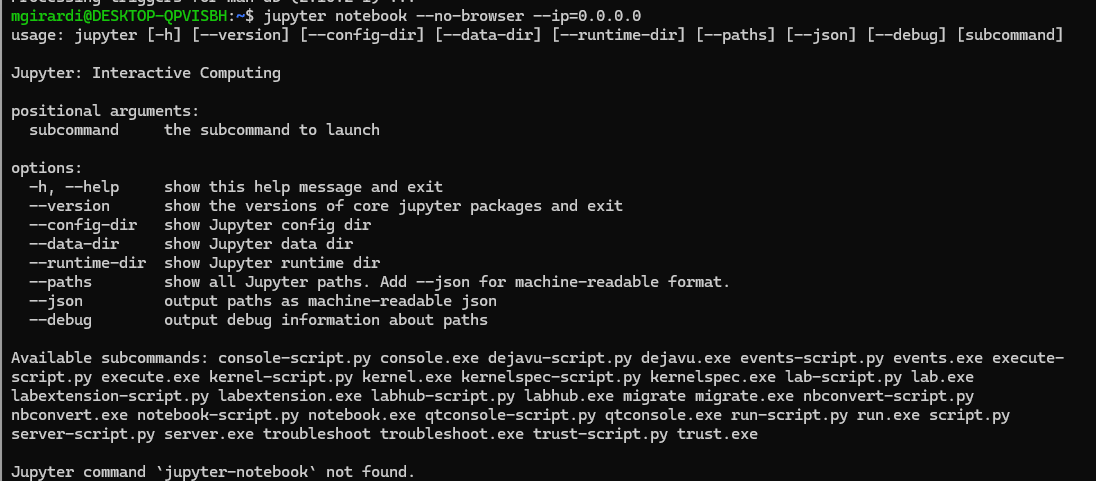 Processing triggers for man-db (2.10.2-1) ...
mgirardi@DESKTOP-QPVISBH:~$ jupyter notebook --no-browser --ip=0.0.0.0
usage: jupyter [-h] [--version] [--config-dir] [--data-dir] [--runtime-dir] [--paths] [--json] [--debug] [subcommand]
Jupyter: Interactive Computing
positional arguments:
subcommand the subcommand to launch
options:
-h, --help show this help message and exit
--version show the versions of core jupyter packages and exit
--config-dir show Jupyter config dir
--data-dir show Jupyter data dir
--runtime-dir show Jupyter runtime dir
--paths show all Jupyter paths. Add --json for machine-readable format.
--json output paths as machine-readable json
--debug output debug information about paths
Available subcommands: console-script.py console.exe dejavu-script.py dejavu.exe events-script.py events.exe execute-
script.py execute.exe kernel-script.py kernel.exe kernelspec-script.py kernelspec.exe lab-script.py lab.exe
labextension-script.py labextension.exe labhub-script.py labhub.exe migrate migrate.exe nbconvert-script.py
nbconvert.exe notebook-script.py notebook.exe qtconsole-script.py qtconsole.exe run-script.py run.exe script.py
server-script.py server.exe troubleshoot troubleshoot.exe trust-script.py trust.exe
Jupyter command `jupyter-notebook` not found.